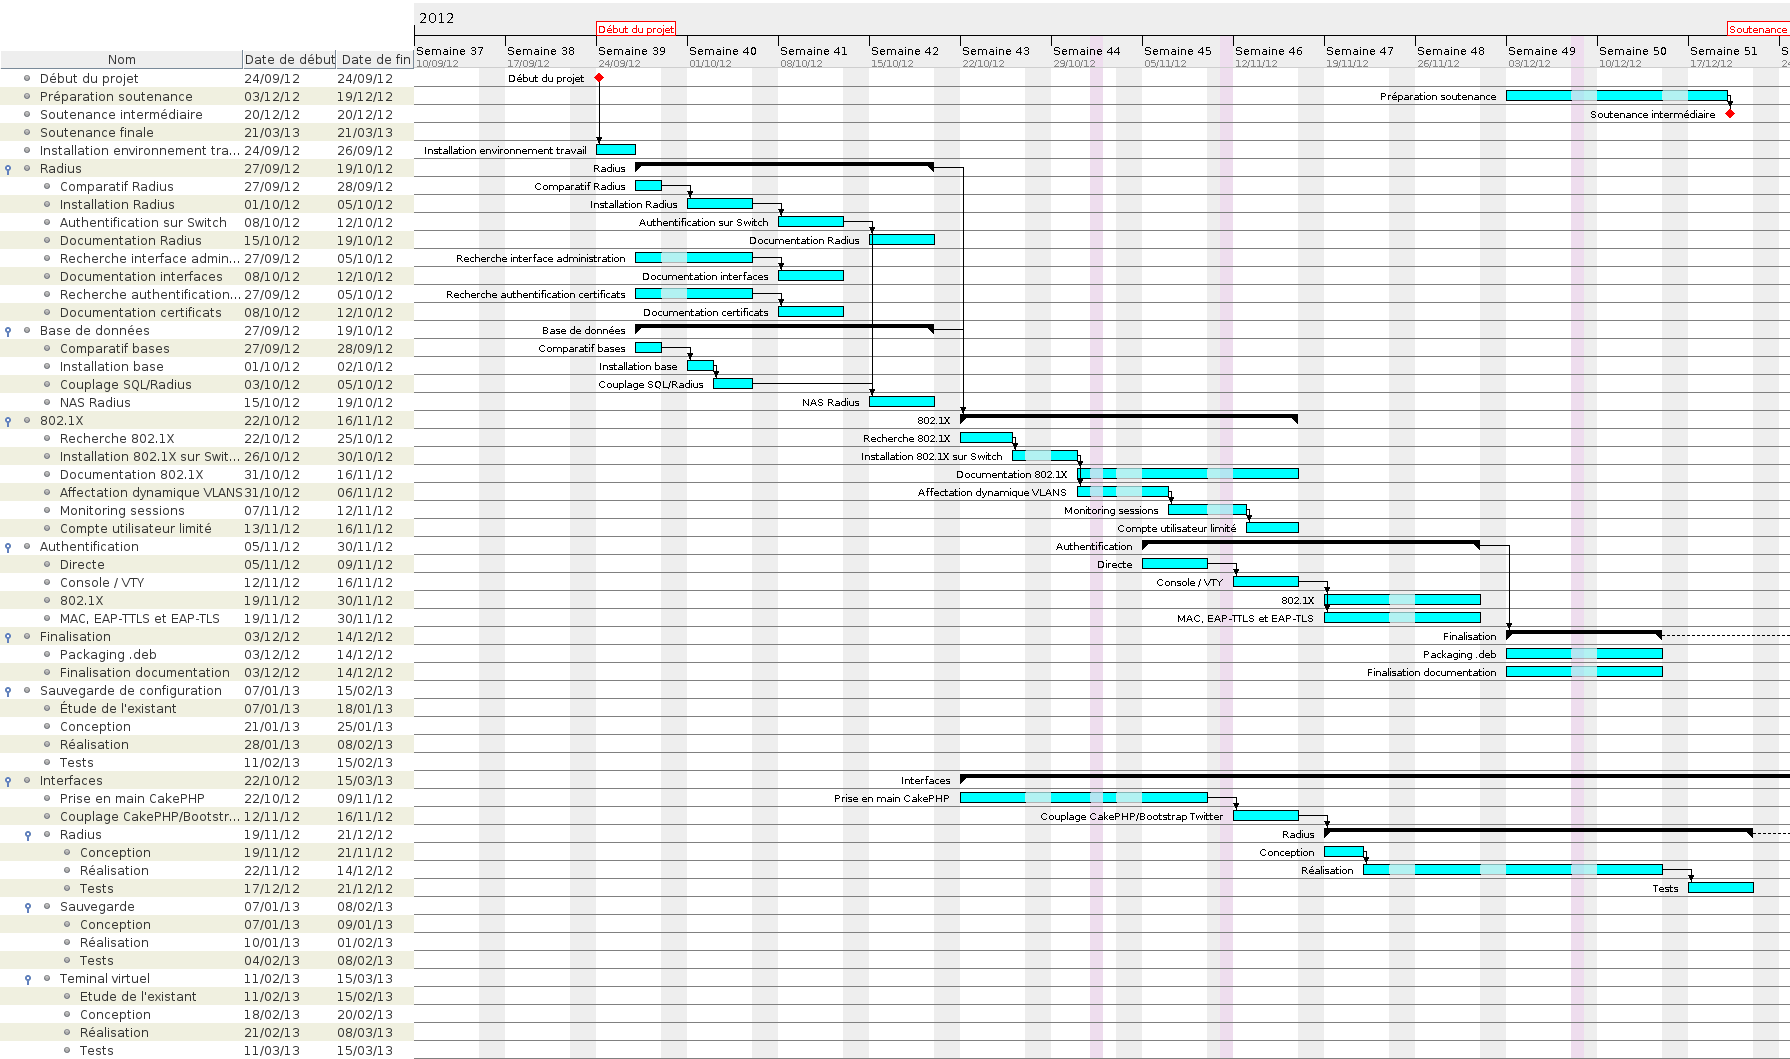 2012
Début du projet
Soutenance
Semaine 37 Semaine 38 Semaine 39 Semaine 40 Semaine 41 Semaine 42 Semaine 43 Semaine 44 Semaine 45 Semaine 46 Semaine 47 Semaine 48 Semaine 49 Semaine 50 Semaine 51 S
Nom Date de début Date de fin 10/09/12 17/09/12 24/09/12 01/10/12 08/10/12 15/10/12 22/10/12 29/10/12 05/11/12 12/11/12 19/11/12 26/11/12 03/12/12 10/12/12 17/12/12 24
Début du projet 24/09/12 24/09/12 Début du projet
Préparation soutenance 03/12/12 19/12/12 Préparation soutenance
Soutenance intermédiaire 20/12/12 20/12/12 Soutenance intermédiaire
Soutenance finale 21/03/13 21/03/13
Installation environnement tra... 24/09/12 26/09/12 Installation environnement travail
Radius 27/09/12 19/10/12 Radius
Comparatif Radius 27/09/12 28/09/12 Comparatif Radius
Installation Radius 01/10/12 05/10/12 Installation Radius
Authentification sur Switch 08/10/12 12/10/12 Authentification sur Switch
Documentation Radius 15/10/12 19/10/12 Documentation Radius
Recherche interface admin... 27/09/12 05/10/12 Recherche interface administration
Documentation interfaces 08/10/12 12/10/12 Documentation interfaces
Recherche authentification... 27/09/12 05/10/12 Recherche authentification certificats
Documentation certificats 08/10/12 12/10/12 Documentation certificats
Base de données 27/09/12 19/10/12 Base de données
Comparatif bases 27/09/12 28/09/12 Comparatif bases
Installation base 01/10/12 02/10/12 Installation base
Couplage SQL/Radius 03/10/12 05/10/12 Couplage SQL/Radius
NAS Radius 15/10/12 19/10/12 NAS Radius
802.1X 22/10/12 16/11/12 802.1X
Recherche 802.1X 22/10/12 25/10/12 Recherche 802.1X
Installation 802.1X sur Swit... 26/10/12 30/10/12 Installation 802.1X sur Switch
Documentation 802.1X 31/10/12 16/11/12 Documentation 802.1X
Affectation dynamique VLANS 31/10/12 06/11/12 Affectation dynamique VLANS
Monitoring sessions 07/11/12 12/11/12 Monitoring sessions
Compte utilisateur limité 13/11/12 16/11/12 Compte utilisateur limité
Authentification 05/11/12 30/11/12 Authentification
Directe 05/11/12 09/11/12 Directe
Console / VTY 12/11/12 16/11/12 Console / VTY
802.1X 19/11/12 30/11/12 802.1X
MAC, EAP-TTLS et EAP-TLS 19/11/12 30/11/12 MAC, EAP-TTLS et EAP-TLS
Finalisation 03/12/12 14/12/12 Finalisation
Packaging .deb 03/12/12 14/12/12 Packaging .deb
Finalisation documentation 03/12/12 14/12/12 Finalisation documentation
Sauvegarde de configuration 07/01/13 15/02/13
Étude de l'existant 07/01/13 18/01/13
Conception 21/01/13 25/01/13
Réalisation 28/01/13 08/02/13
Tests 11/02/13 15/02/13
Interfaces 22/10/12 15/03/13 Interfaces
Prise en main CakePHP 22/10/12 09/11/12 Prise en main CakePHP
Couplage CakePHP/Bootstr... 12/11/12 16/11/12 Couplage CakePHP/Bootstrap Twitter
Radius 19/11/12 21/12/12 Radius
Conception 19/11/12 21/11/12 Conception
Réalisation 22/11/12 14/12/12 Réalisation
Tests 17/12/12 21/12/12 Tests
Sauvegarde 07/01/13 08/02/13
Conception 07/01/13 09/01/13
Réalisation 10/01/13 01/02/13
Tests 04/02/13 08/02/13
Teminal virtuel 11/02/13 15/03/13
Etude de l'existant 11/02/13 15/02/13
Conception 18/02/13 20/02/13
Réalisation 21/02/13 08/03/13
Tests 11/03/13 15/03/13